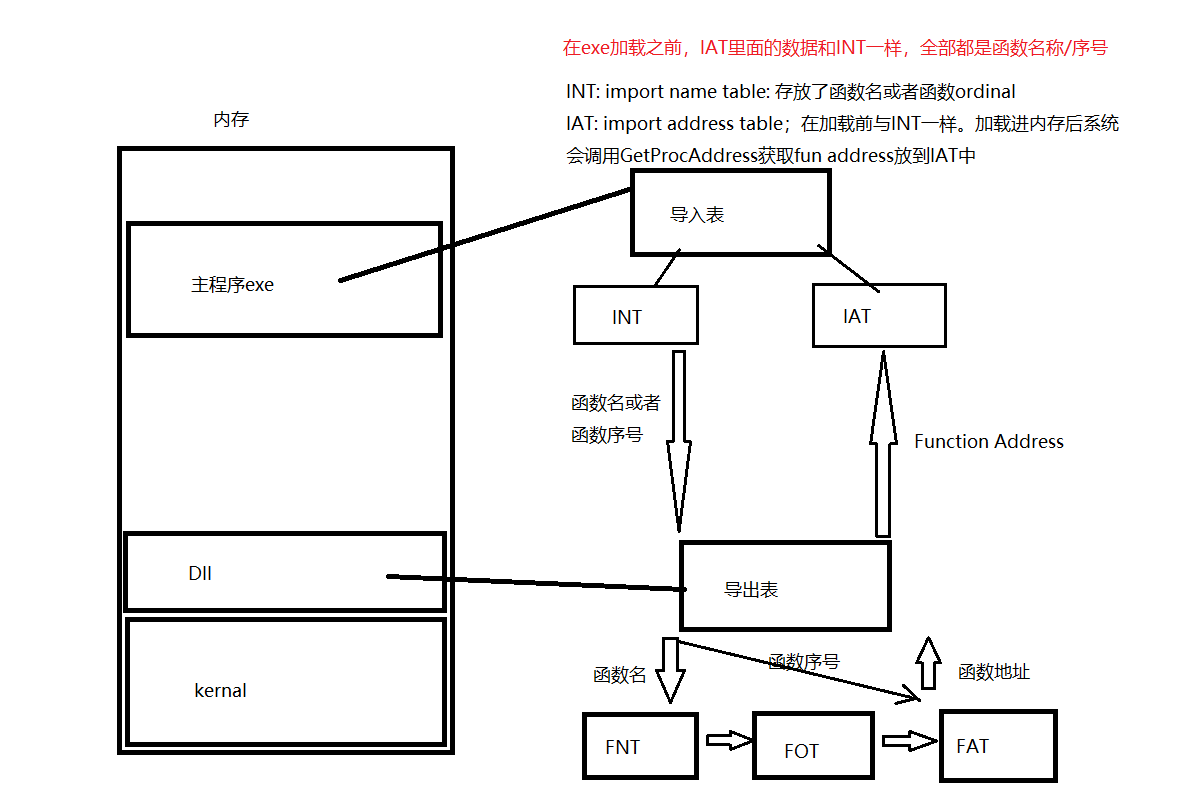 在exe加载之前，IAT里面的数据和INT一样，全部都是函数名称/序号
INT: import name table: 存放了函数名或者函数ordinal
IAT: import address table；在加载前与INT一样。加载进内存后系统
会调用GetProcAddress获取fun address放到IAT中
内存
导入表
主程序exe
INT
IAT
函数名或者
函数序号
Function Address
Dll
导出表
函数名
函数序号
函数地址
kernal
FNT
FOT
FAT